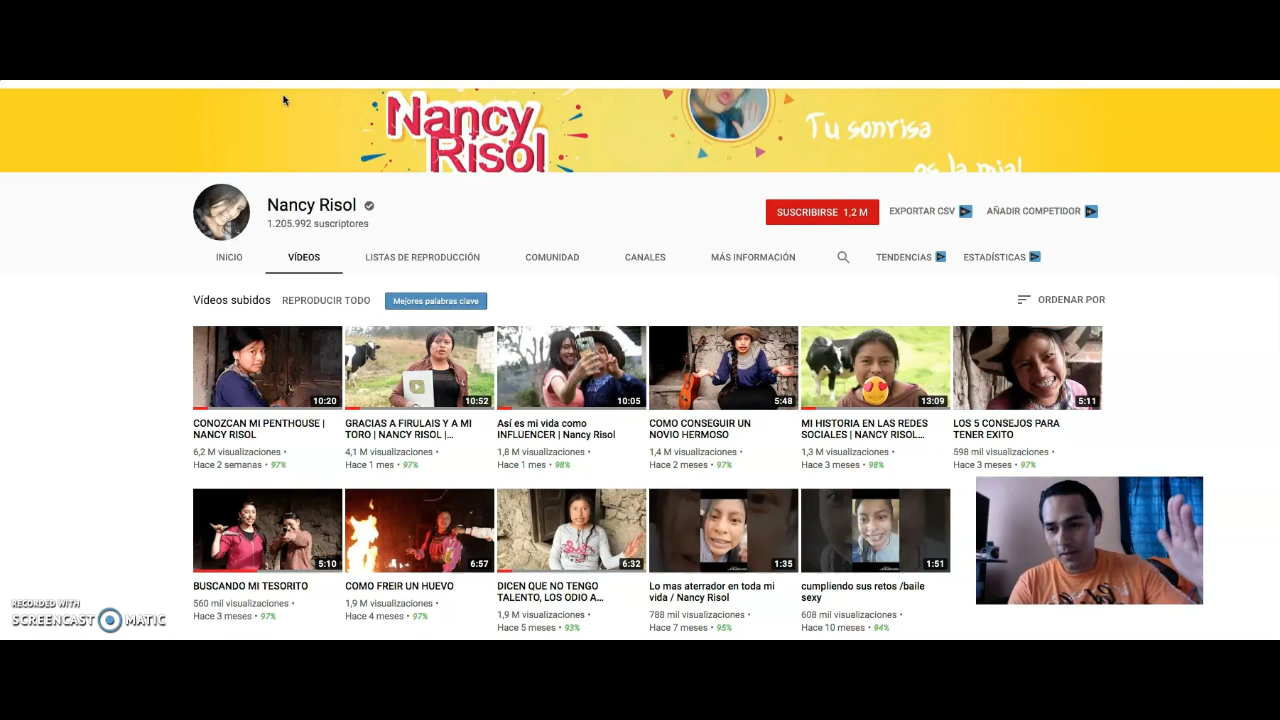 Nancy
Risol
Tu sonrisa
es la mia!
Nancy Risol
1.205.992 suscriptores
SUSCRIBIRSE 1,2 M
EXPORTAR CSV
AÑADIR COMPETIDOR
INICIO
VÍDEOS
LISTAS DE REPRODUCCIÓN
COMUNIDAD
CANALES
MÁS INFORMACIÓN
TENDENCIAS
ESTADÍSTICAS
Vídeos subidos
REPRODUCIR TODO
Mejores palabras clave
ORDENAR POR
10:20
CONOZCAN MI PENTHOUSE |
NANCY RISOL
6,2 M visualizaciones •
Hace 2 semanas • 97%
10:52
GRACIAS A FIRULAIS Y A MI
TORO | NANCY RISOL |...
4,1 M visualizaciones •
Hace 1 mes • 97%
10:05
Así es mi vida como
INFLUENCER | Nancy Risol
1,8 M visualizaciones •
Hace 1 mes • 98%
5:48
COMO CONSEGUIR UN
NOVIO HERMOSO
1,4 M visualizaciones •
Hace 2 meses • 97%
13:09
MI HISTORIA EN LAS REDES
SOCIALES | NANCY RISOL...
1,3 M visualizaciones •
Hace 3 meses • 98%
5:11
LOS 5 CONSEJOS PARA
TENER EXITO
598 mil visualizaciones •
Hace 3 meses • 97%
5:10
BUSCANDO MI TESORITO
560 mil visualizaciones •
Hace 3 meses • 97%
6:57
COMO FREIR UN HUEVO
1,9 M visualizaciones •
Hace 4 meses • 97%
6:32
DICEN QUE NO TENGO
TALENTO, LOS ODIO A...
1,9 M visualizaciones •
Hace 5 meses • 93%
1:35
Lo mas aterrador en toda mi
vida / Nancy Risol
788 mil visualizaciones •
Hace 7 meses • 95%
1:51
cumpliendo sus retos /baile
sexy
608 mil visualizaciones •
Hace 10 meses • 94%
RECORDED WITH
SCREENCAST MATIC